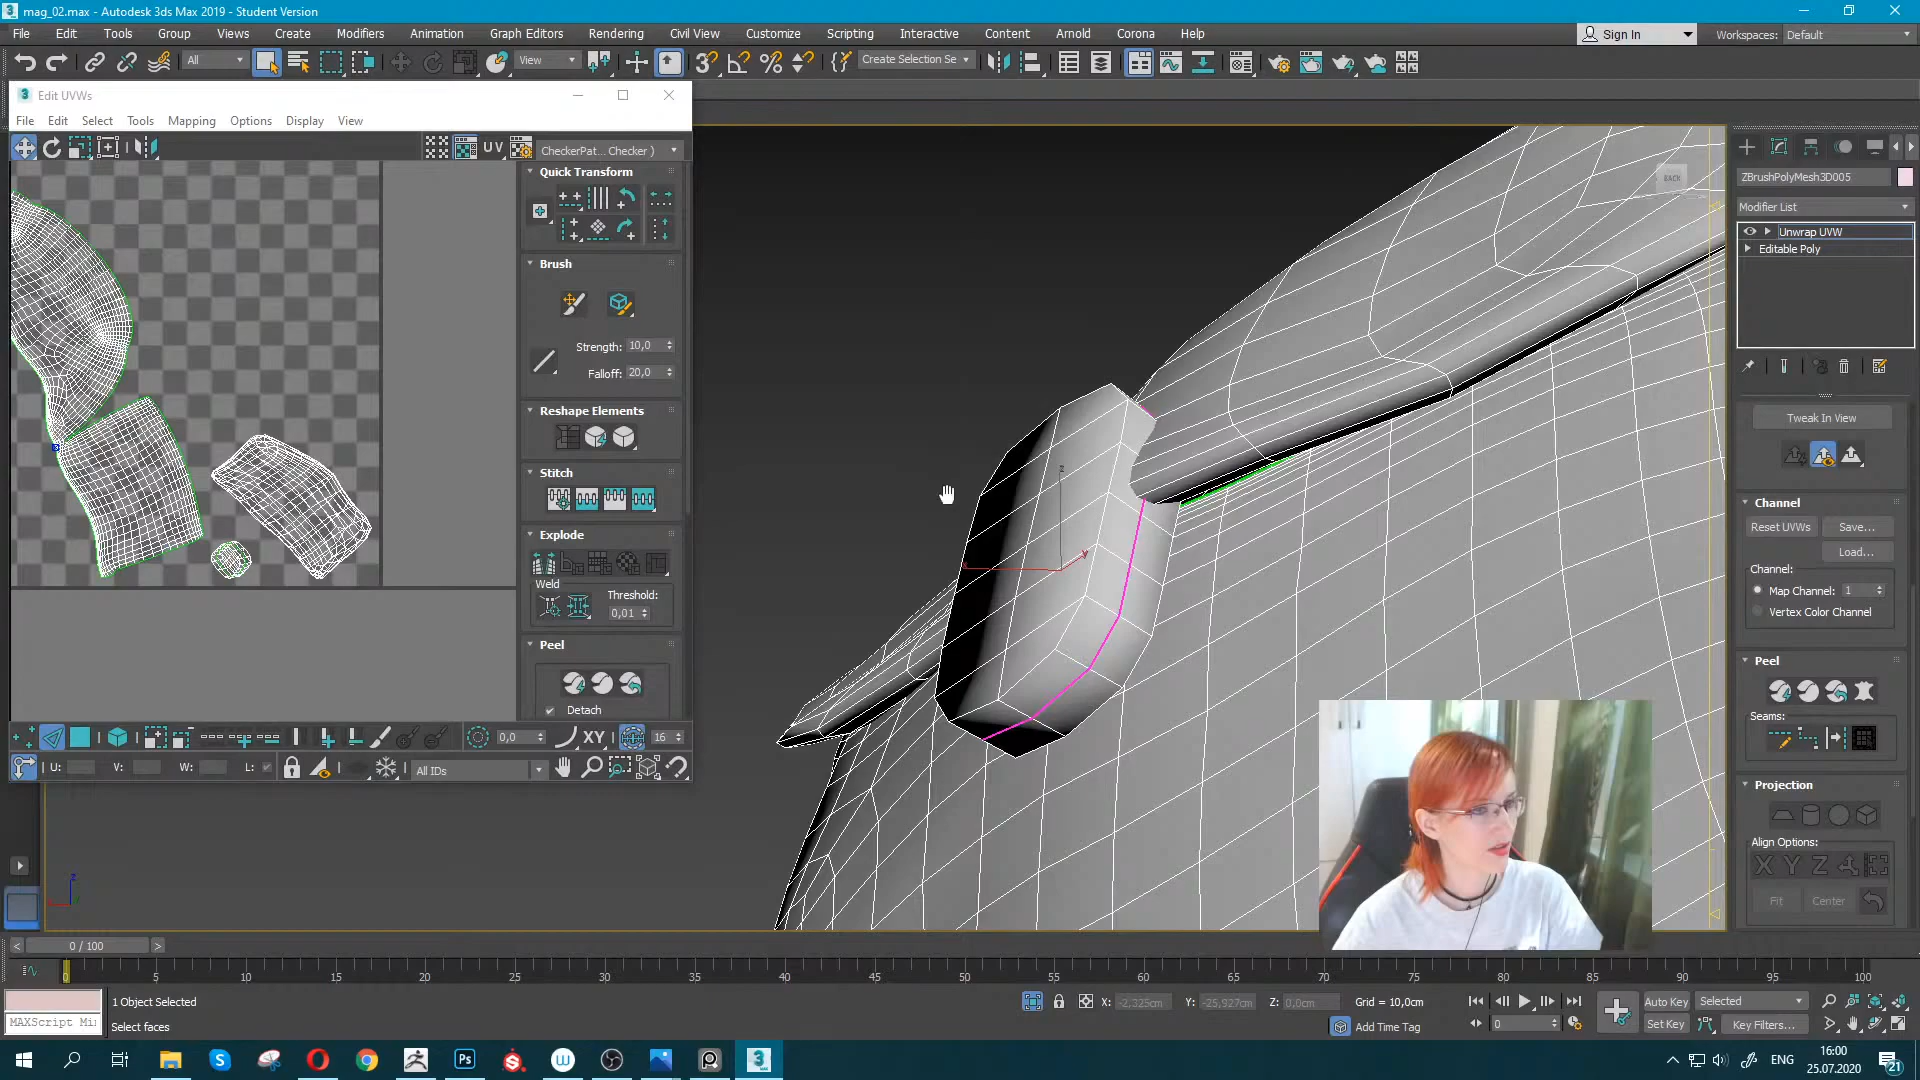 mag_02.max - Autodesk 3ds Max 2019 - Student Version
File Edit Tools Group Views Create Modifiers Animation Graph Editors Rendering Civil View Customize Scripting Interactive Content Arnold Corona Help
Sign In
Workspaces: Default
All
View
Create Selection Se
Edit UVWs
File Edit Select Tools Mapping Options Display View
UV
CheckerPat... Checker )
Quick Transform
Brush
Strength: 10,0
Falloff: 20,0
Reshape Elements
Stitch
Explode
Weld
Threshold:
0,01
Peel
Detach
0,0
XY
16
U: V: W: L:
All IDs
BACK
z
x
y
ZBrushPolyMesh3D005
Modifier List
Unwrap UVW
Editable Poly
Tweak In View
Channel
Reset UVWs Save...
Load...
Channel:
Map Channel: 1
Vertex Color Channel
Peel
Seams:
Projection
Align Options:
X Y Z
Fit Center
0 / 100
0 5 10 15 20 25 30 35 40 45 50 55 60 65 70 75 80 85 90 95 100
1 Object Selected
X: -2,325cm Y: -25,927cm Z: 0,0cm Grid = 10,0cm
Auto Key Selected
MAXScript Mi
Select faces
Add Time Tag
0
Set Key Key Filters...
ENG
16:00
25.07.2020
21